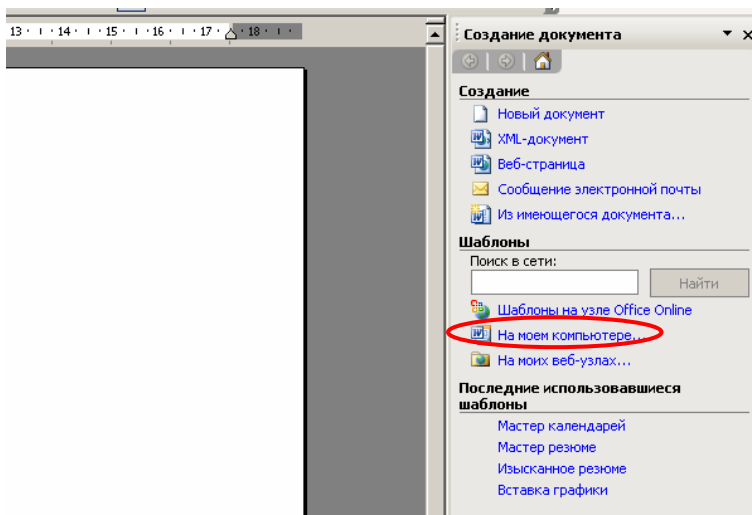 13 · ı · 14 · ı · 15 · ı · 16 · ı · 17 · 18 · ı ·
Создание документа
Создание
Новый документ
XML-документ
Веб-страница
Сообщение электронной почты
Из имеющегося документа...
Шаблоны
Поиск в сети:
Найти
Шаблоны на узле Office Online
На моем компьютере...
На моих веб-узлах...
Последние использовавшиеся
шаблоны
Мастер календарей
Мастер резюме
Изысканное резюме
Вставка графики